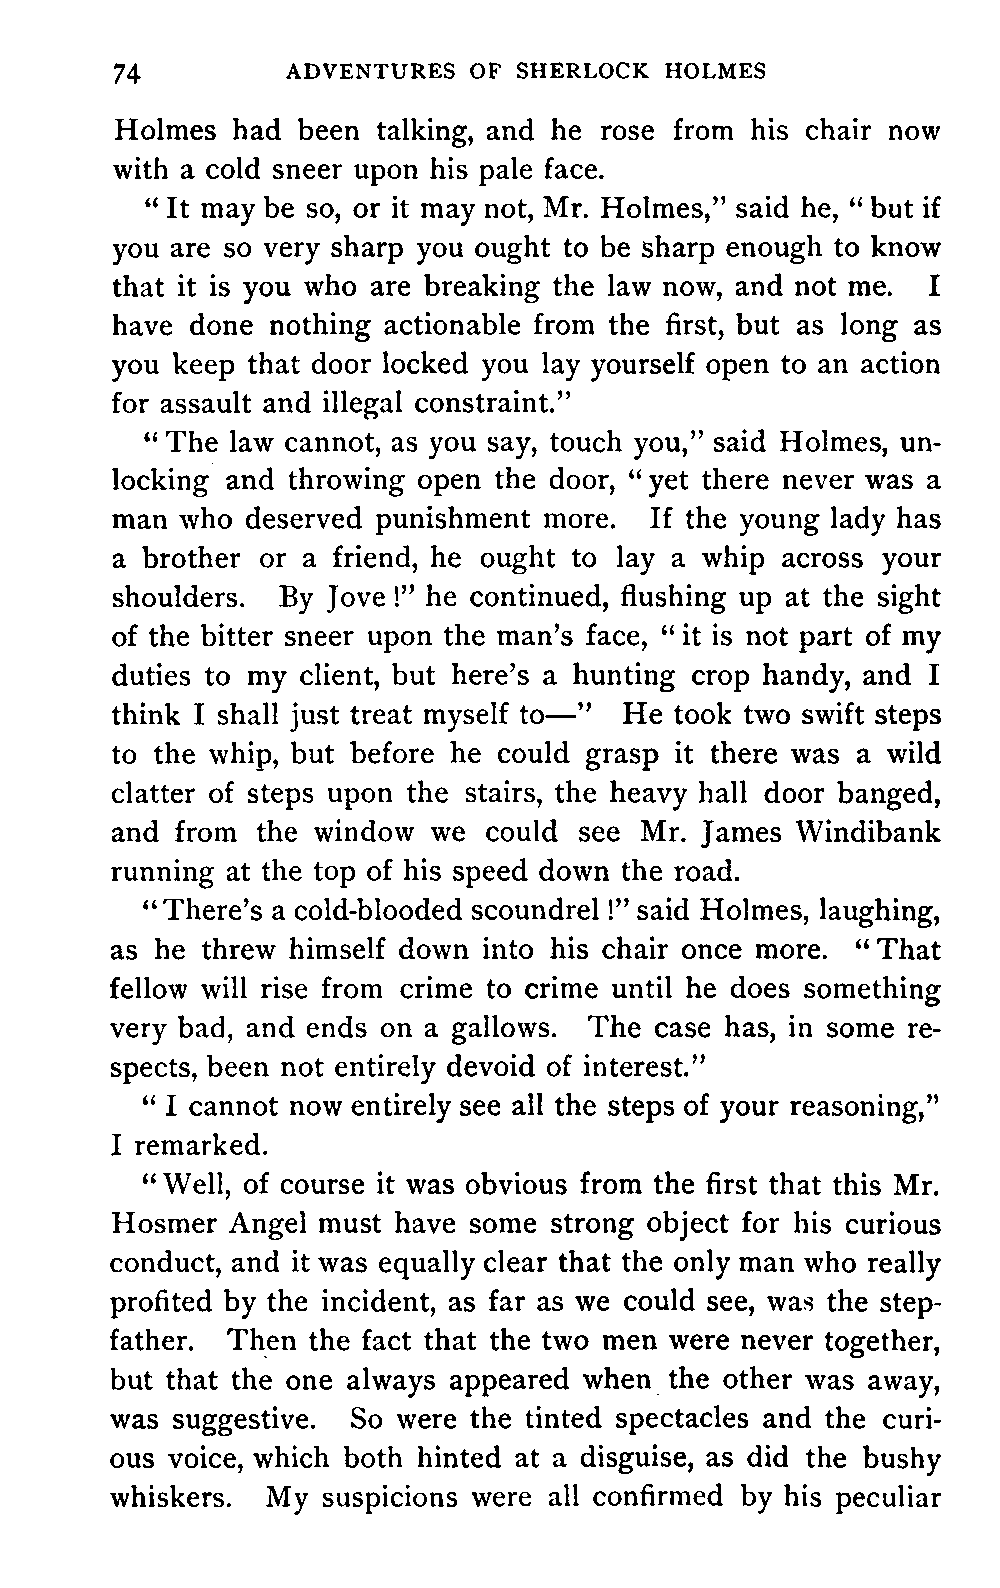 74 ADVENTURES OF SHERLOCK HOLMES
Holmes had been talking, and he rose from his chair now
with a cold sneer upon his pale face.
“It may be so, or it may not, Mr. Holmes,” said he, “but if
you are so very sharp you ought to be sharp enough to know
that it is you who are breaking the law now, and not me. I
have done nothing actionable from the first, but as long as
you keep that door locked you lay yourself open to an action
for assault and illegal constraint.”
“The law cannot, as you say, touch you,” said Holmes, un-
locking and throwing open the door, “yet there never was a
man who deserved punishment more. If the young lady has
a brother or a friend, he ought to lay a whip across your
shoulders. By Jove!” he continued, flushing up at the sight
of the bitter sneer upon the man’s face, “it is not part of my
duties to my client, but here’s a hunting crop handy, and I
think I shall just treat myself to—” He took two swift steps
to the whip, but before he could grasp it there was a wild
clatter of steps upon the stairs, the heavy hall door banged,
and from the window we could see Mr. James Windibank
running at the top of his speed down the road.
“There’s a cold-blooded scoundrel!” said Holmes, laughing,
as he threw himself down into his chair once more. “That
fellow will rise from crime to crime until he does something
very bad, and ends on a gallows. The case has, in some re-
spects, been not entirely devoid of interest.”
“I cannot now entirely see all the steps of your reasoning,”
I remarked.
“Well, of course it was obvious from the first that this Mr.
Hosmer Angel must have some strong object for his curious
conduct, and it was equally clear that the only man who really
profited by the incident, as far as we could see, was the step-
father. Then the fact that the two men were never together,
but that the one always appeared when the other was away,
was suggestive. So were the tinted spectacles and the curi-
ous voice, which both hinted at a disguise, as did the bushy
whiskers. My suspicions were all confirmed by his peculiar